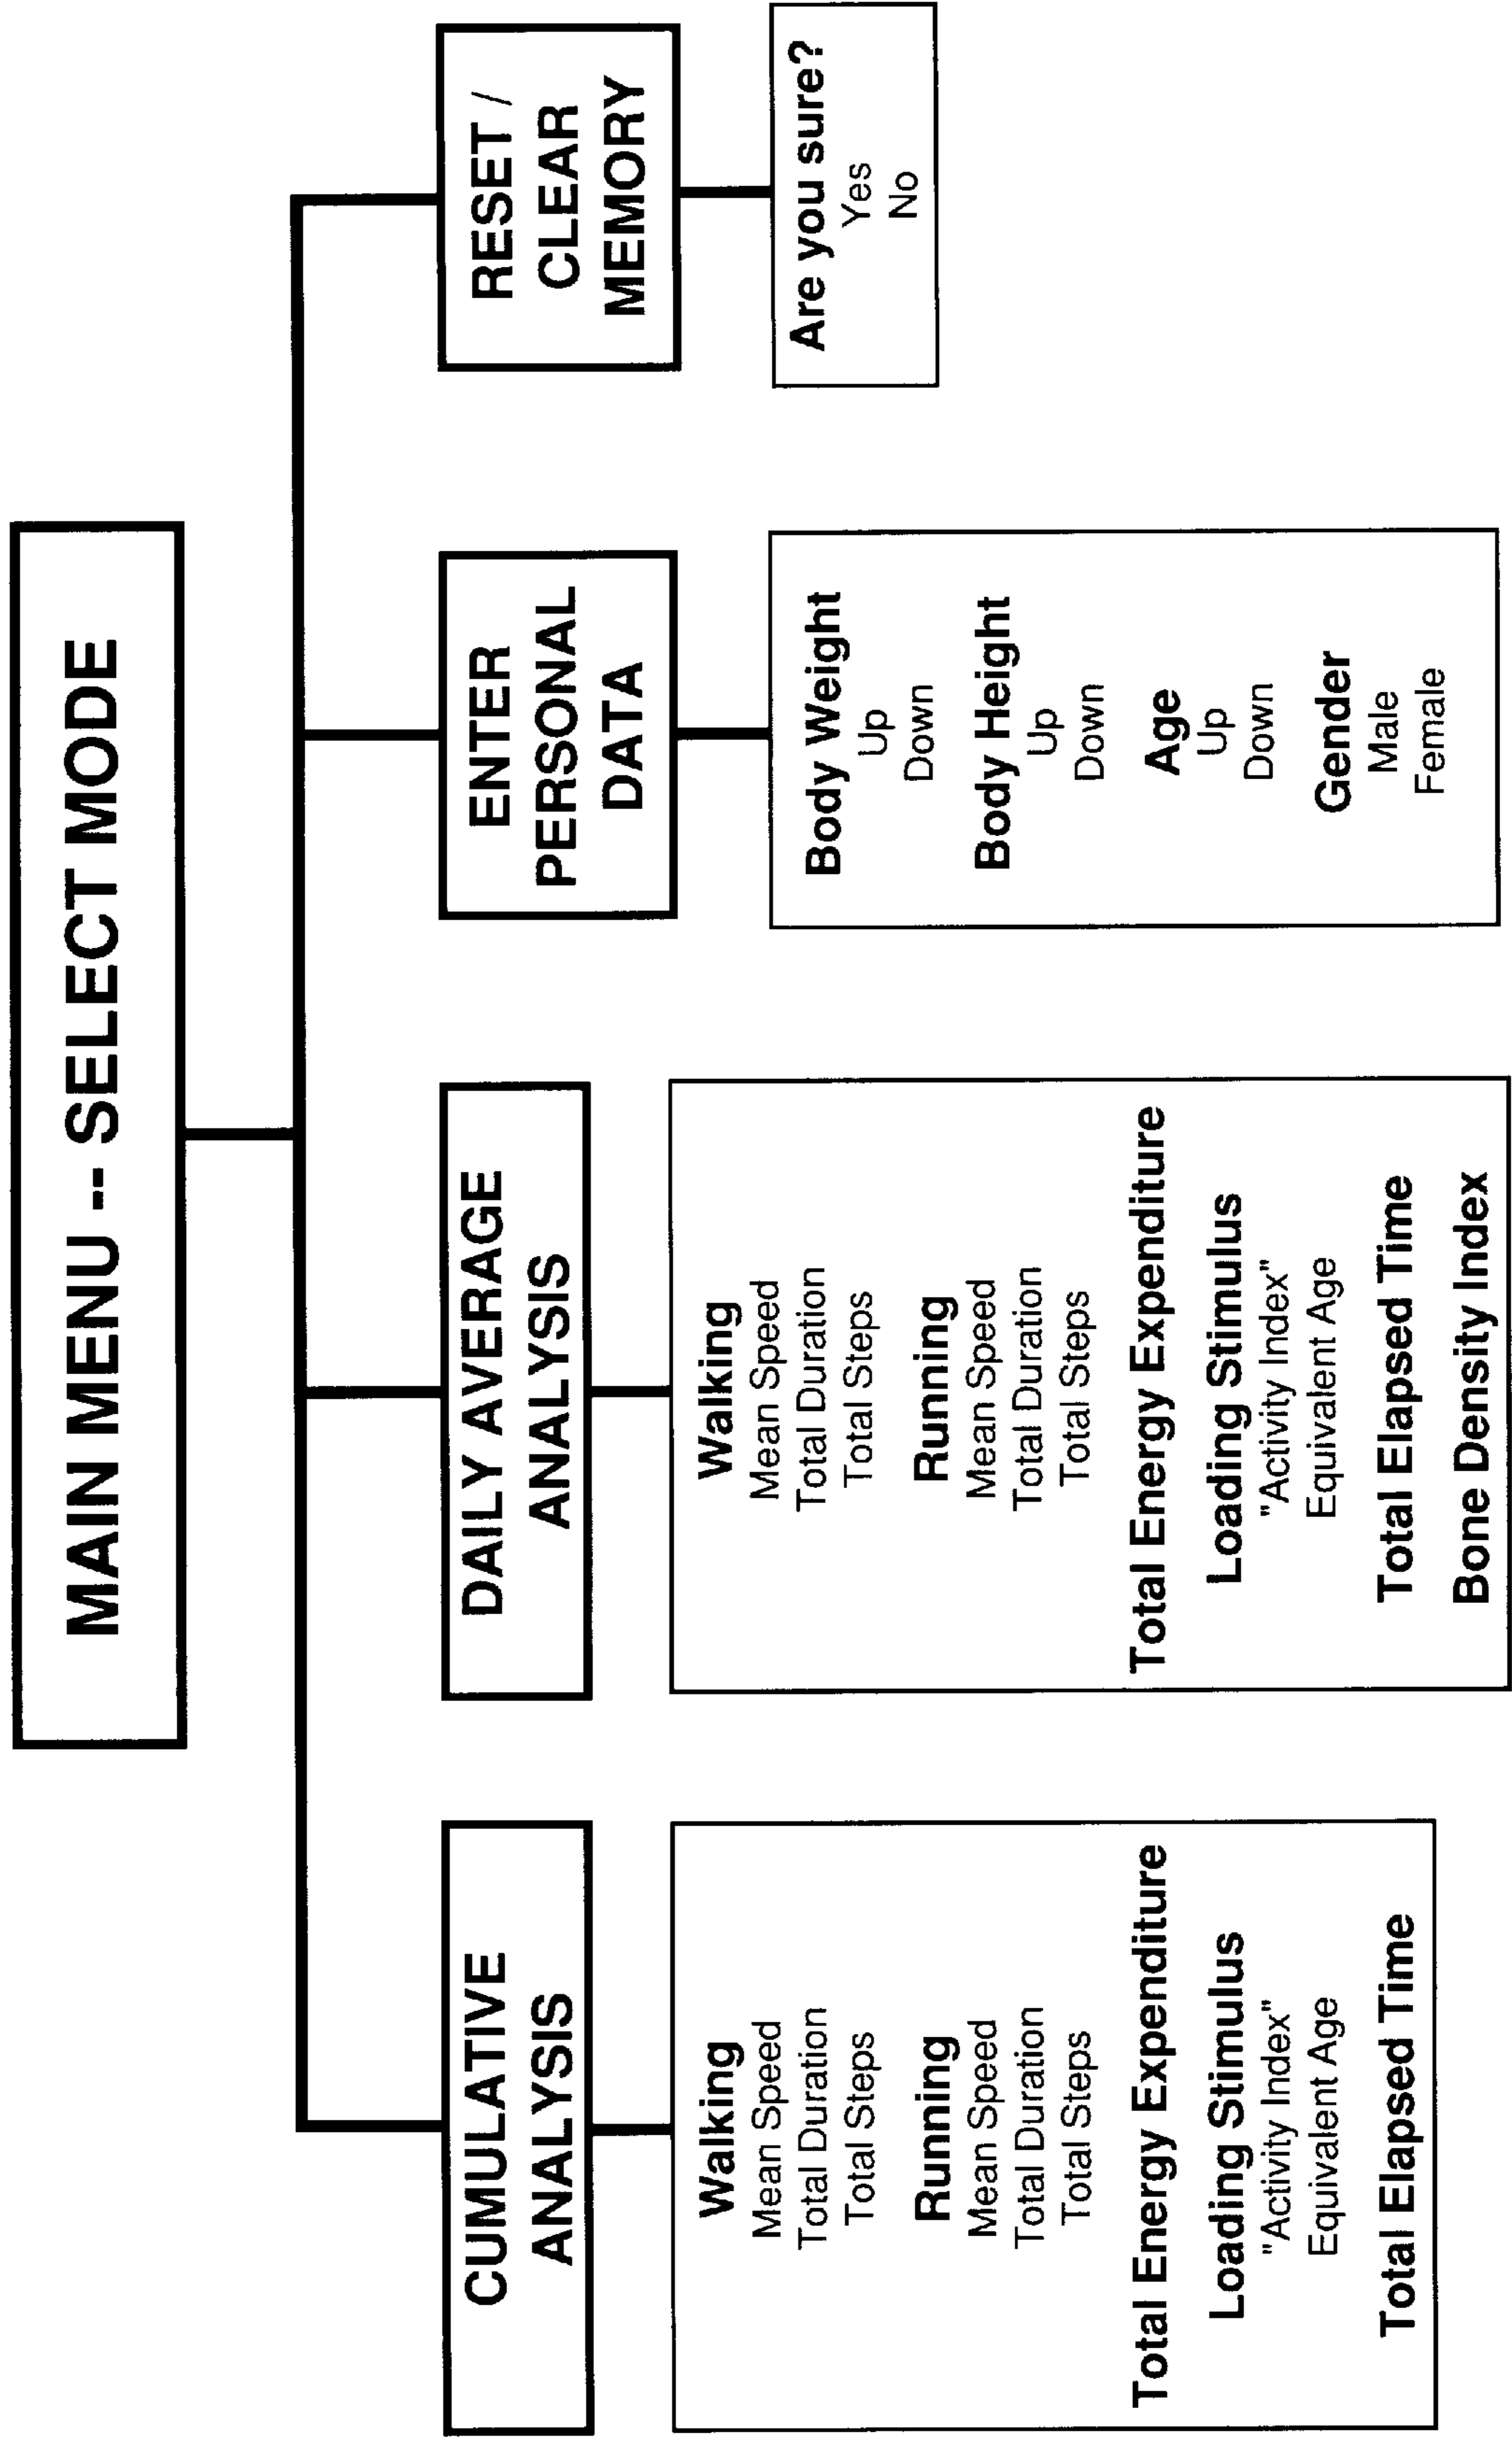 MAIN MENU -- SELECT MODE
CUMULATIVE
ANALYSIS
Walking
Mean Speed
Total Duration
Total Steps
Running
Mean Speed
Total Duration
Total Steps
Total Energy Expenditure
Loading Stimulus
"Activity Index"
Equivalent Age
Total Elapsed Time
DAILY AVERAGE
ANALYSIS
Walking
Mean Speed
Total Duration
Total Steps
Running
Mean Speed
Total Duration
Total Steps
Total Energy Expenditure
Loading Stimulus
"Activity Index"
Equivalent Age
Total Elapsed Time
Bone Density Index
ENTER
PERSONAL
DATA
Body Weight
Up
Down
Body Height
Up
Down
Age
Up
Down
Gender
Male
Female
RESET /
CLEAR
MEMORY
Are you sure?
Yes
No